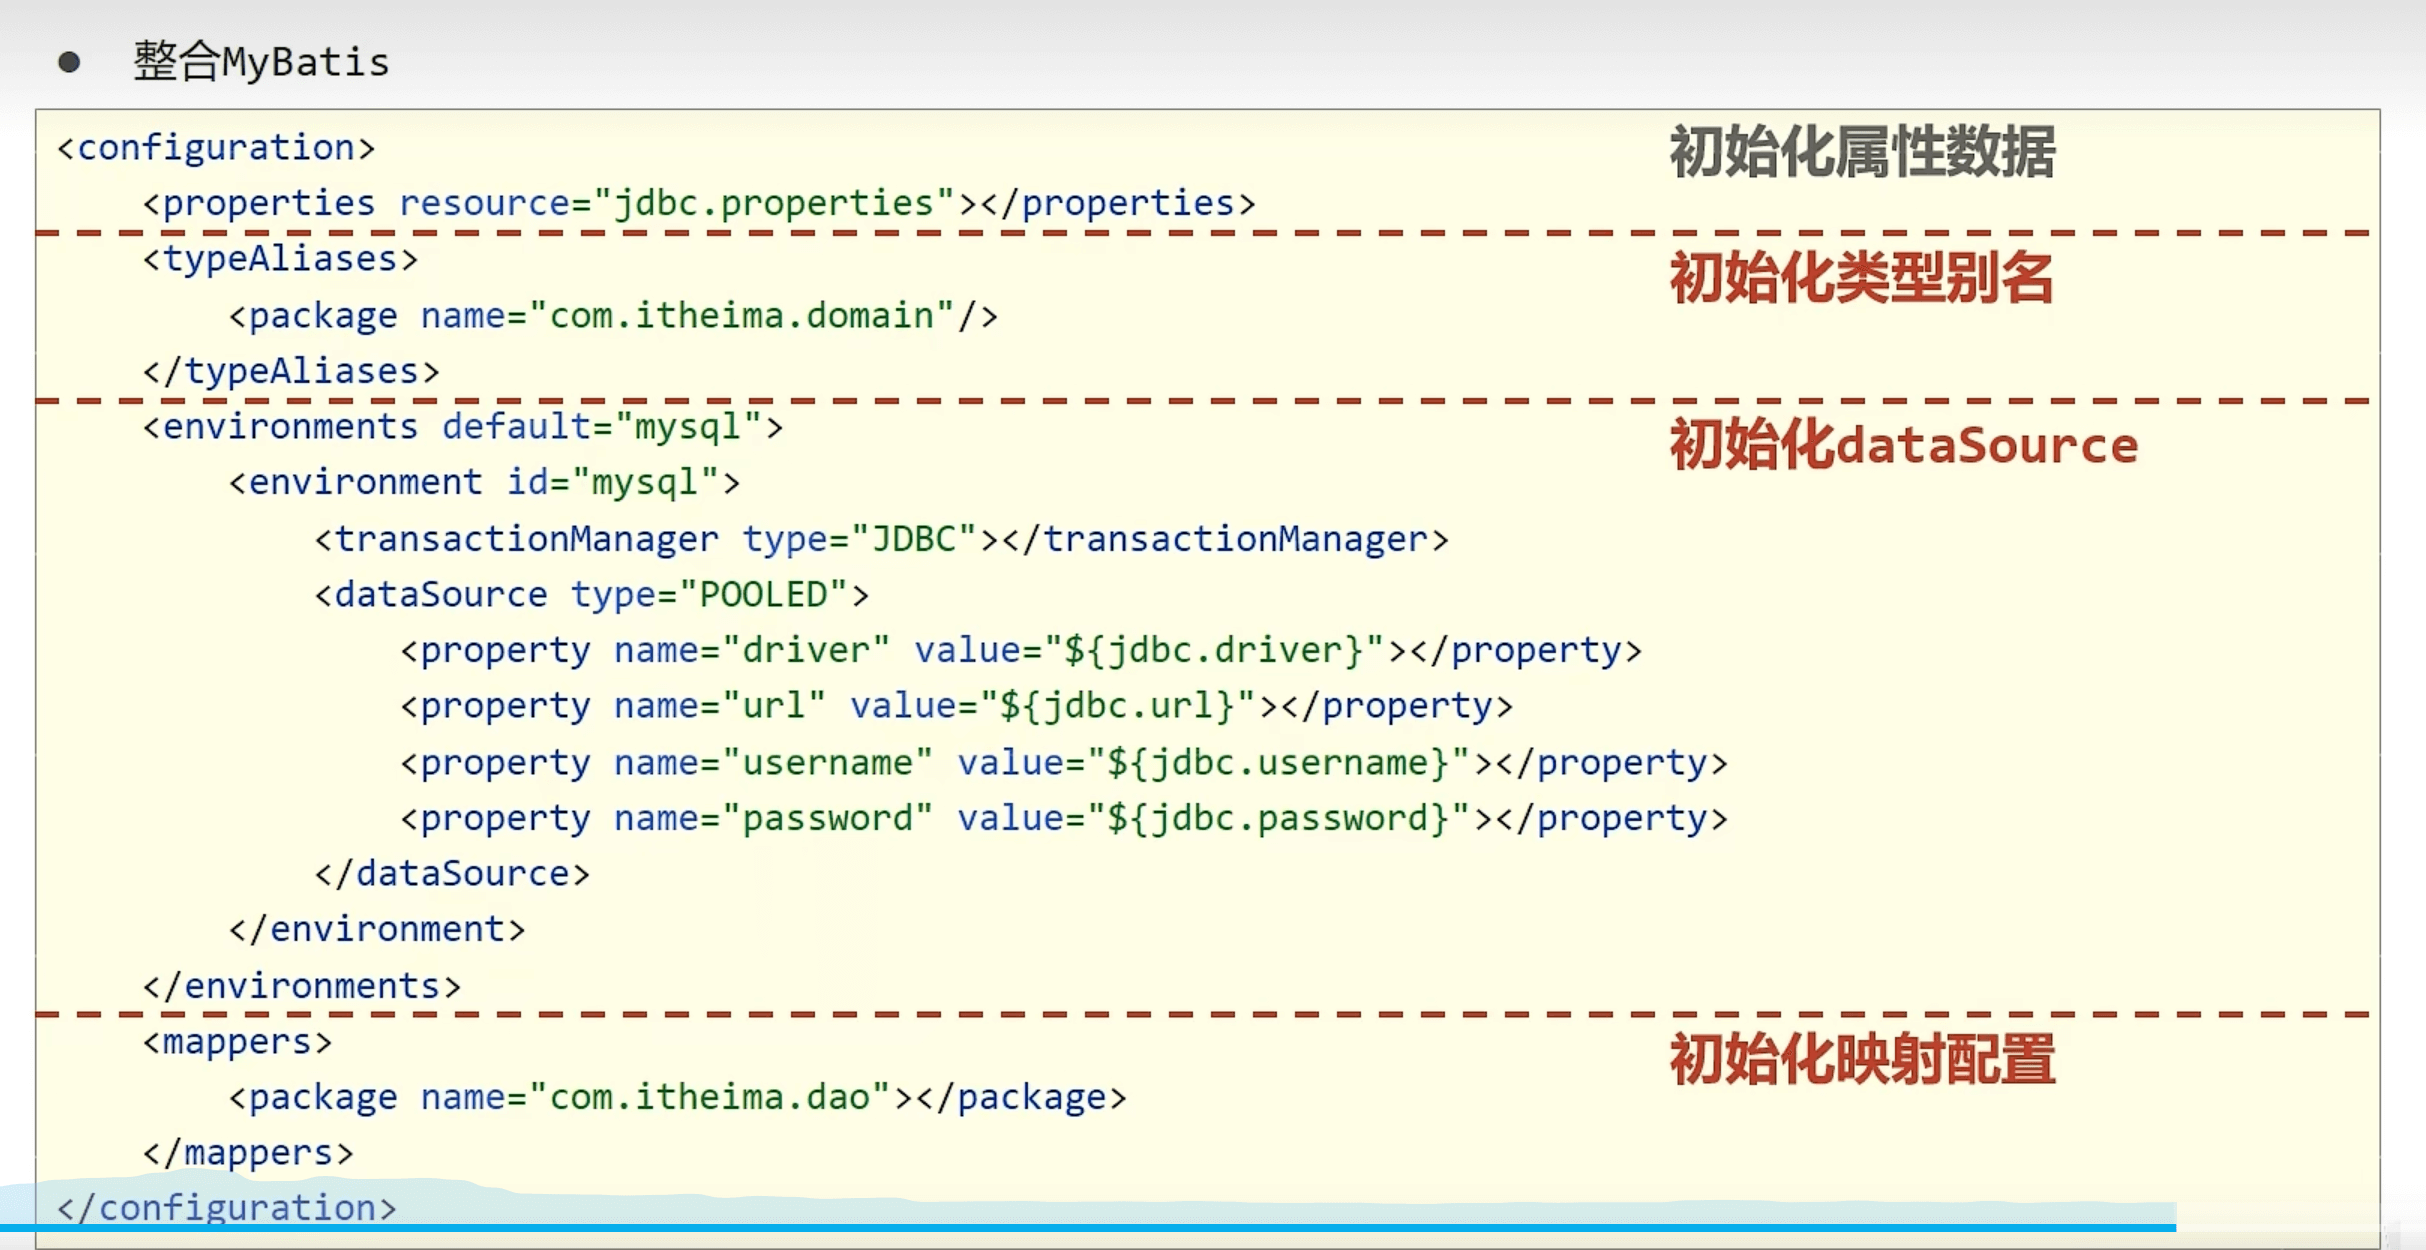 ● 整合MyBatis
<configuration> 初始化属性数据
<properties resource="jdbc.properties"></properties>
<typeAliases> 初始化类型别名
<package name="com.itheima.domain"/>
</typeAliases>
<environments default="mysql"> 初始化dataSource
<environment id="mysql">
<transactionManager type="JDBC"></transactionManager>
<dataSource type="POOLED">
<property name="driver" value="${jdbc.driver}"></property>
<property name="url" value="${jdbc.url}"></property>
<property name="username" value="${jdbc.username}"></property>
<property name="password" value="${jdbc.password}"></property>
</dataSource>
</environment>
</environments>
<mappers> 初始化映射配置
<package name="com.itheima.dao"></package>
</mappers>
</configuration>